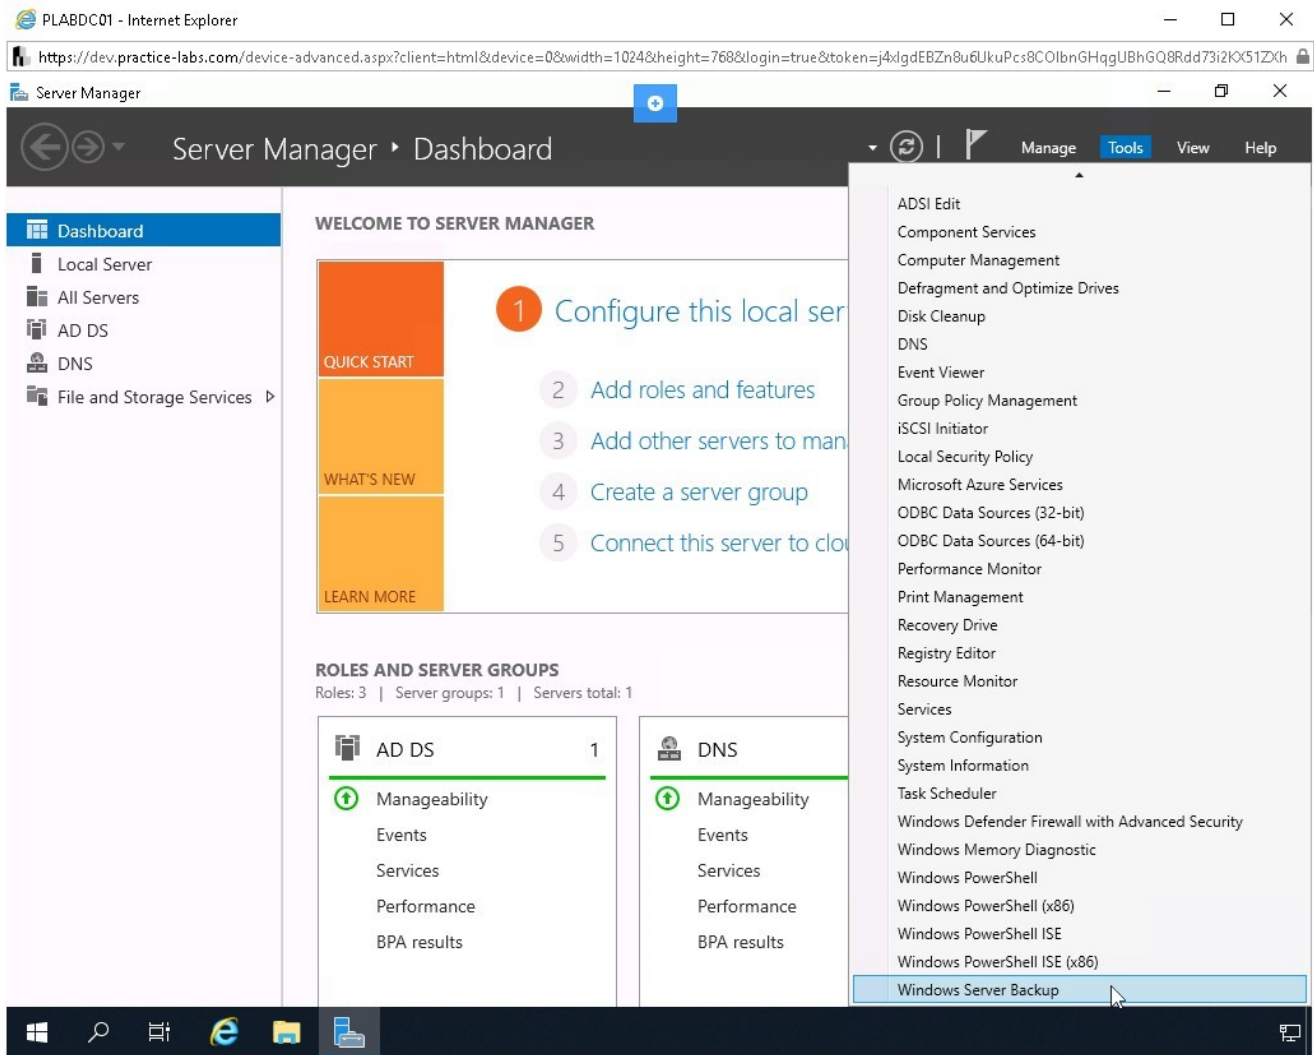 PLABDC01 - Internet Explorer
https://dev.practice-labs.com/device-advanced.aspx?client=html&device=0&width=1024&height=768&login=true&token=j4xlgdEBZn8u6UkuPcs8COlbnGHqgUBhGQ8Rdd73i2KX51ZXh
Server Manager
Server Manager • Dashboard
Manage Tools View Help
Dashboard
Local Server
All Servers
AD DS
DNS
File and Storage Services
WELCOME TO SERVER MANAGER
QUICK START
WHAT'S NEW
LEARN MORE
1 Configure this local ser
2 Add roles and features
3 Add other servers to man
4 Create a server group
5 Connect this server to clou
ROLES AND SERVER GROUPS
Roles: 3 | Server groups: 1 | Servers total: 1
AD DS 1
Manageability
Events
Services
Performance
BPA results
DNS
Manageability
Events
Services
Performance
BPA results
ADSI Edit
Component Services
Computer Management
Defragment and Optimize Drives
Disk Cleanup
DNS
Event Viewer
Group Policy Management
iSCSI Initiator
Local Security Policy
Microsoft Azure Services
ODBC Data Sources (32-bit)
ODBC Data Sources (64-bit)
Performance Monitor
Print Management
Recovery Drive
Registry Editor
Resource Monitor
Services
System Configuration
System Information
Task Scheduler
Windows Defender Firewall with Advanced Security
Windows Memory Diagnostic
Windows PowerShell
Windows PowerShell (x86)
Windows PowerShell ISE
Windows PowerShell ISE (x86)
Windows Server Backup